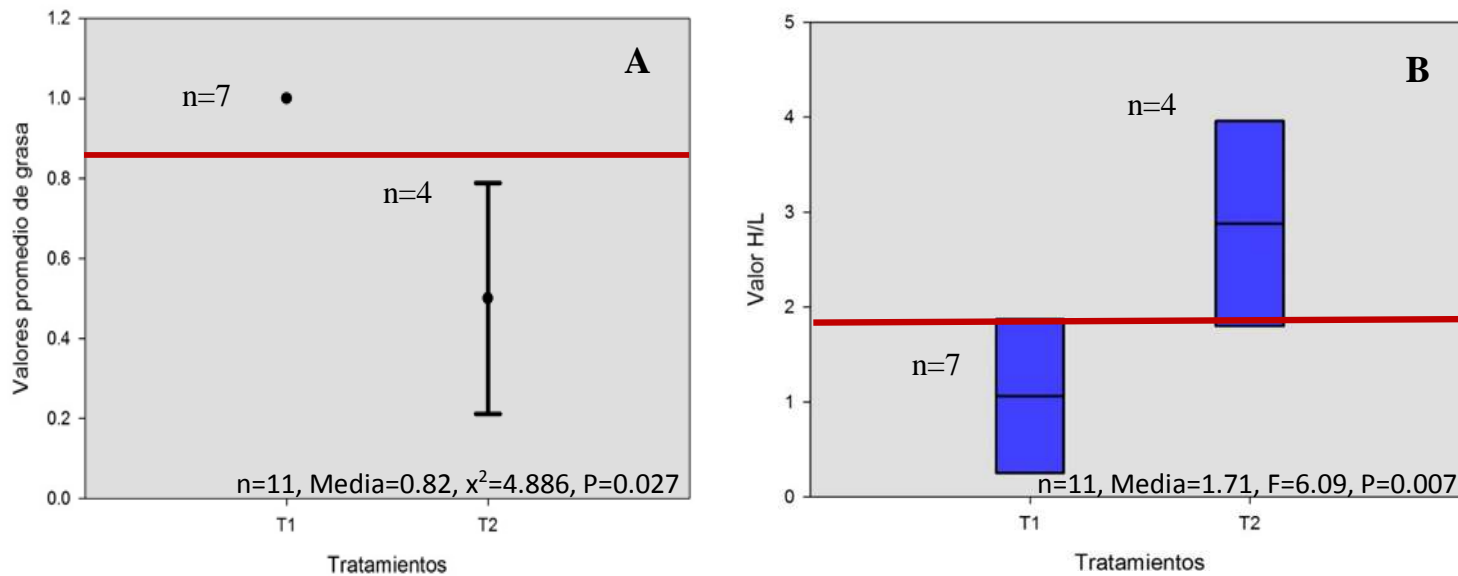 A
Valores promedio de grasa
1.2
1.0
0.8
0.6
0.4
0.2
0.0
n=7
n=4
n=11, Media=0.82, x²=4.886, P=0.027
T1
T2
Tratamientos
B
Valor H/L
5
4
3
2
1
0
n=4
n=7
n=11, Media=1.71, F=6.09, P=0.007
T1
T2
Tratamientos